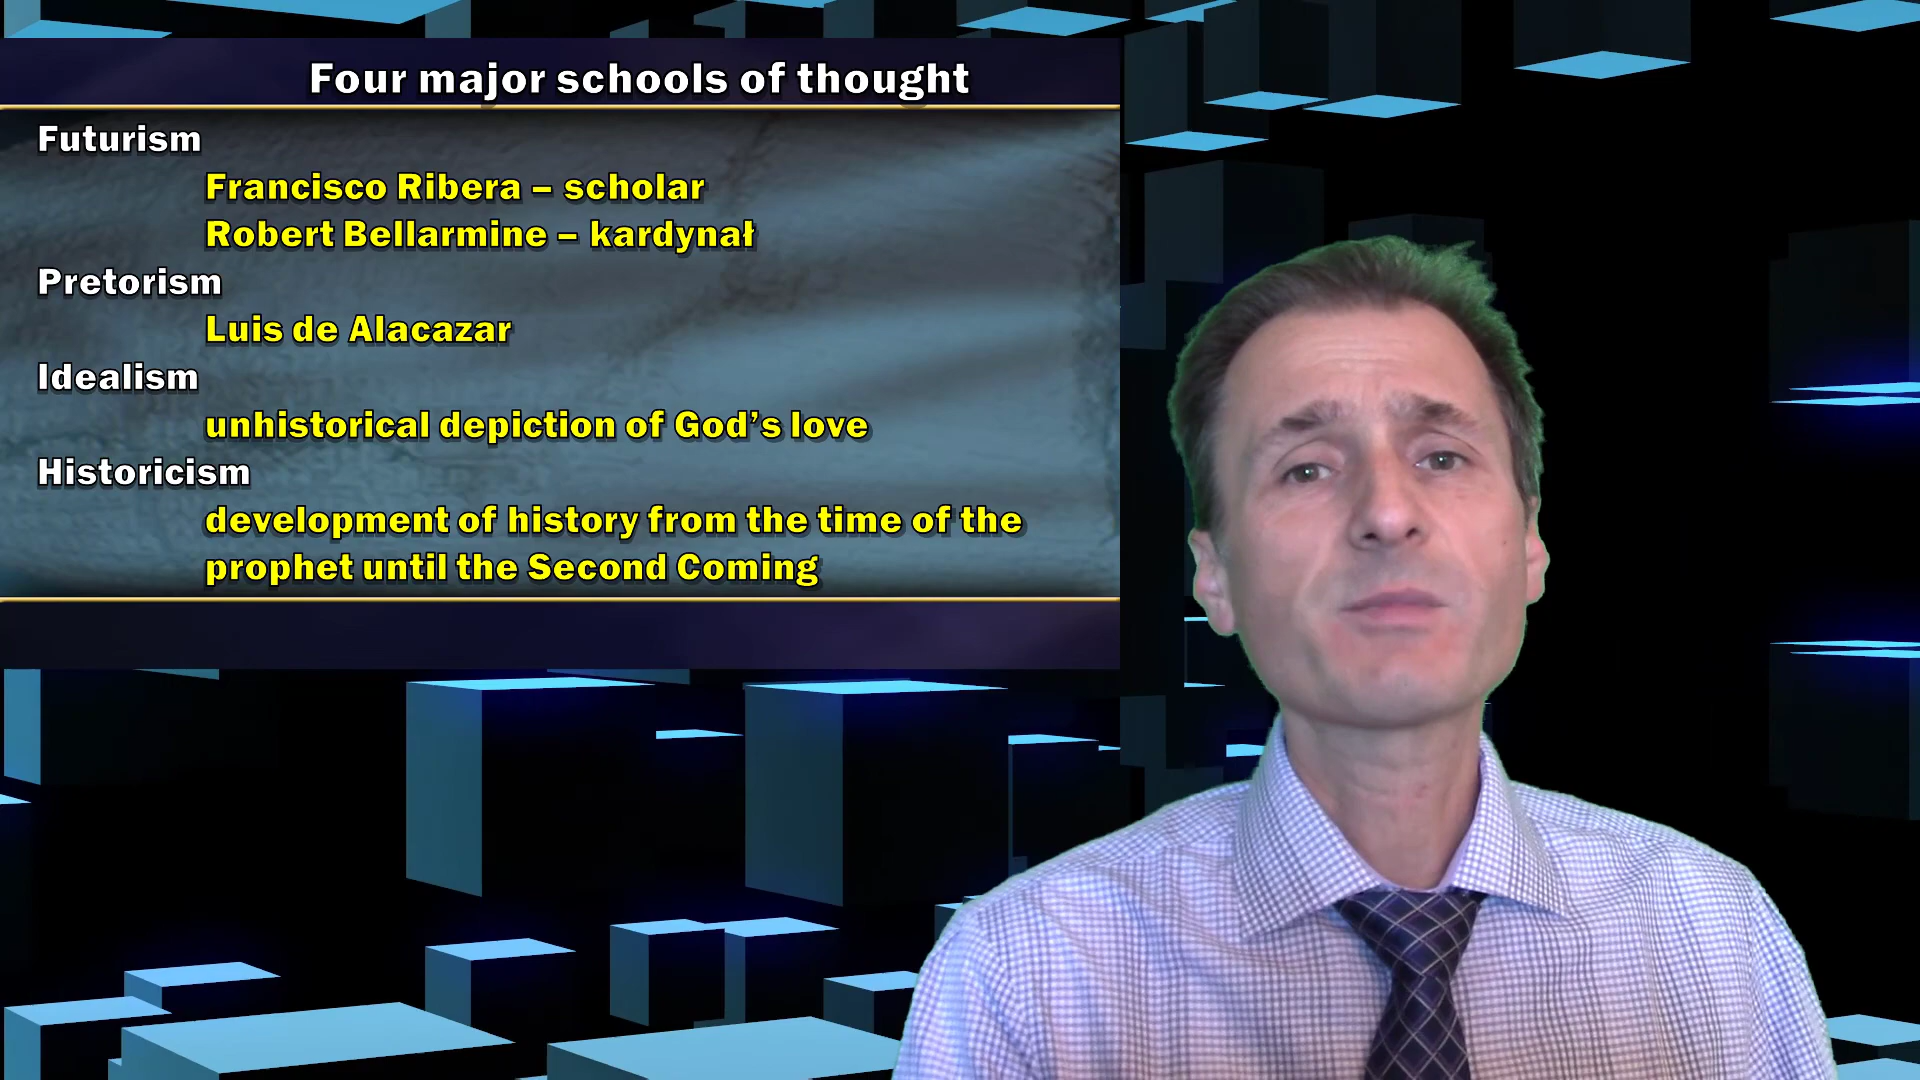 Four major schools of thought
Futurism
Francisco Ribera – scholar
Robert Bellarmine – kardynał
Pretorism
Luis de Alacazar
Idealism
unhistorical depiction of God’s love
Historicism
development of history from the time of the
prophet until the Second Coming